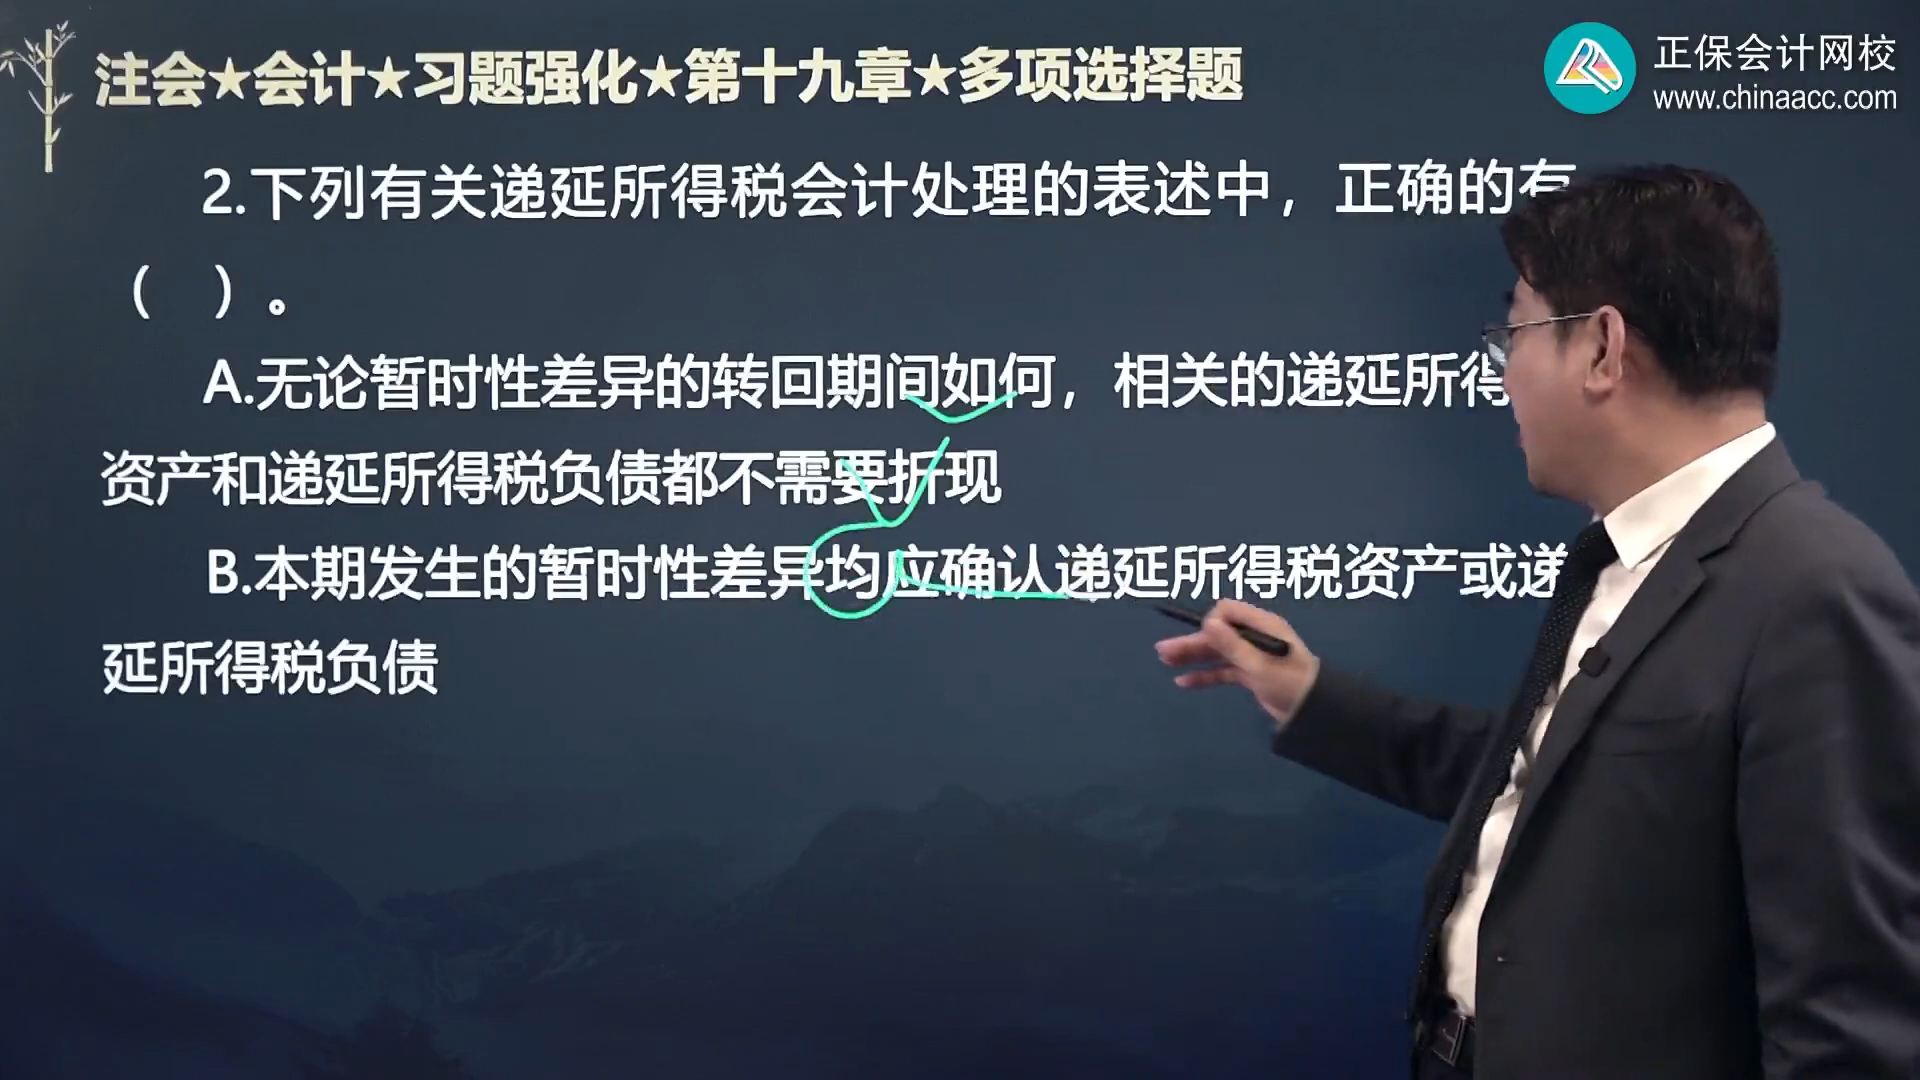 注会★会计★习题强化★第十九章★多项选择题
正保会计网校
www.chinaacc.com
2.下列有关递延所得税会计处理的表述中，正确的有
（　）。
A.无论暂时性差异的转回期间如何，相关的递延所得
资产和递延所得税负债都不需要折现
B.本期发生的暂时性差异均应确认递延所得税资产或递
延所得税负债